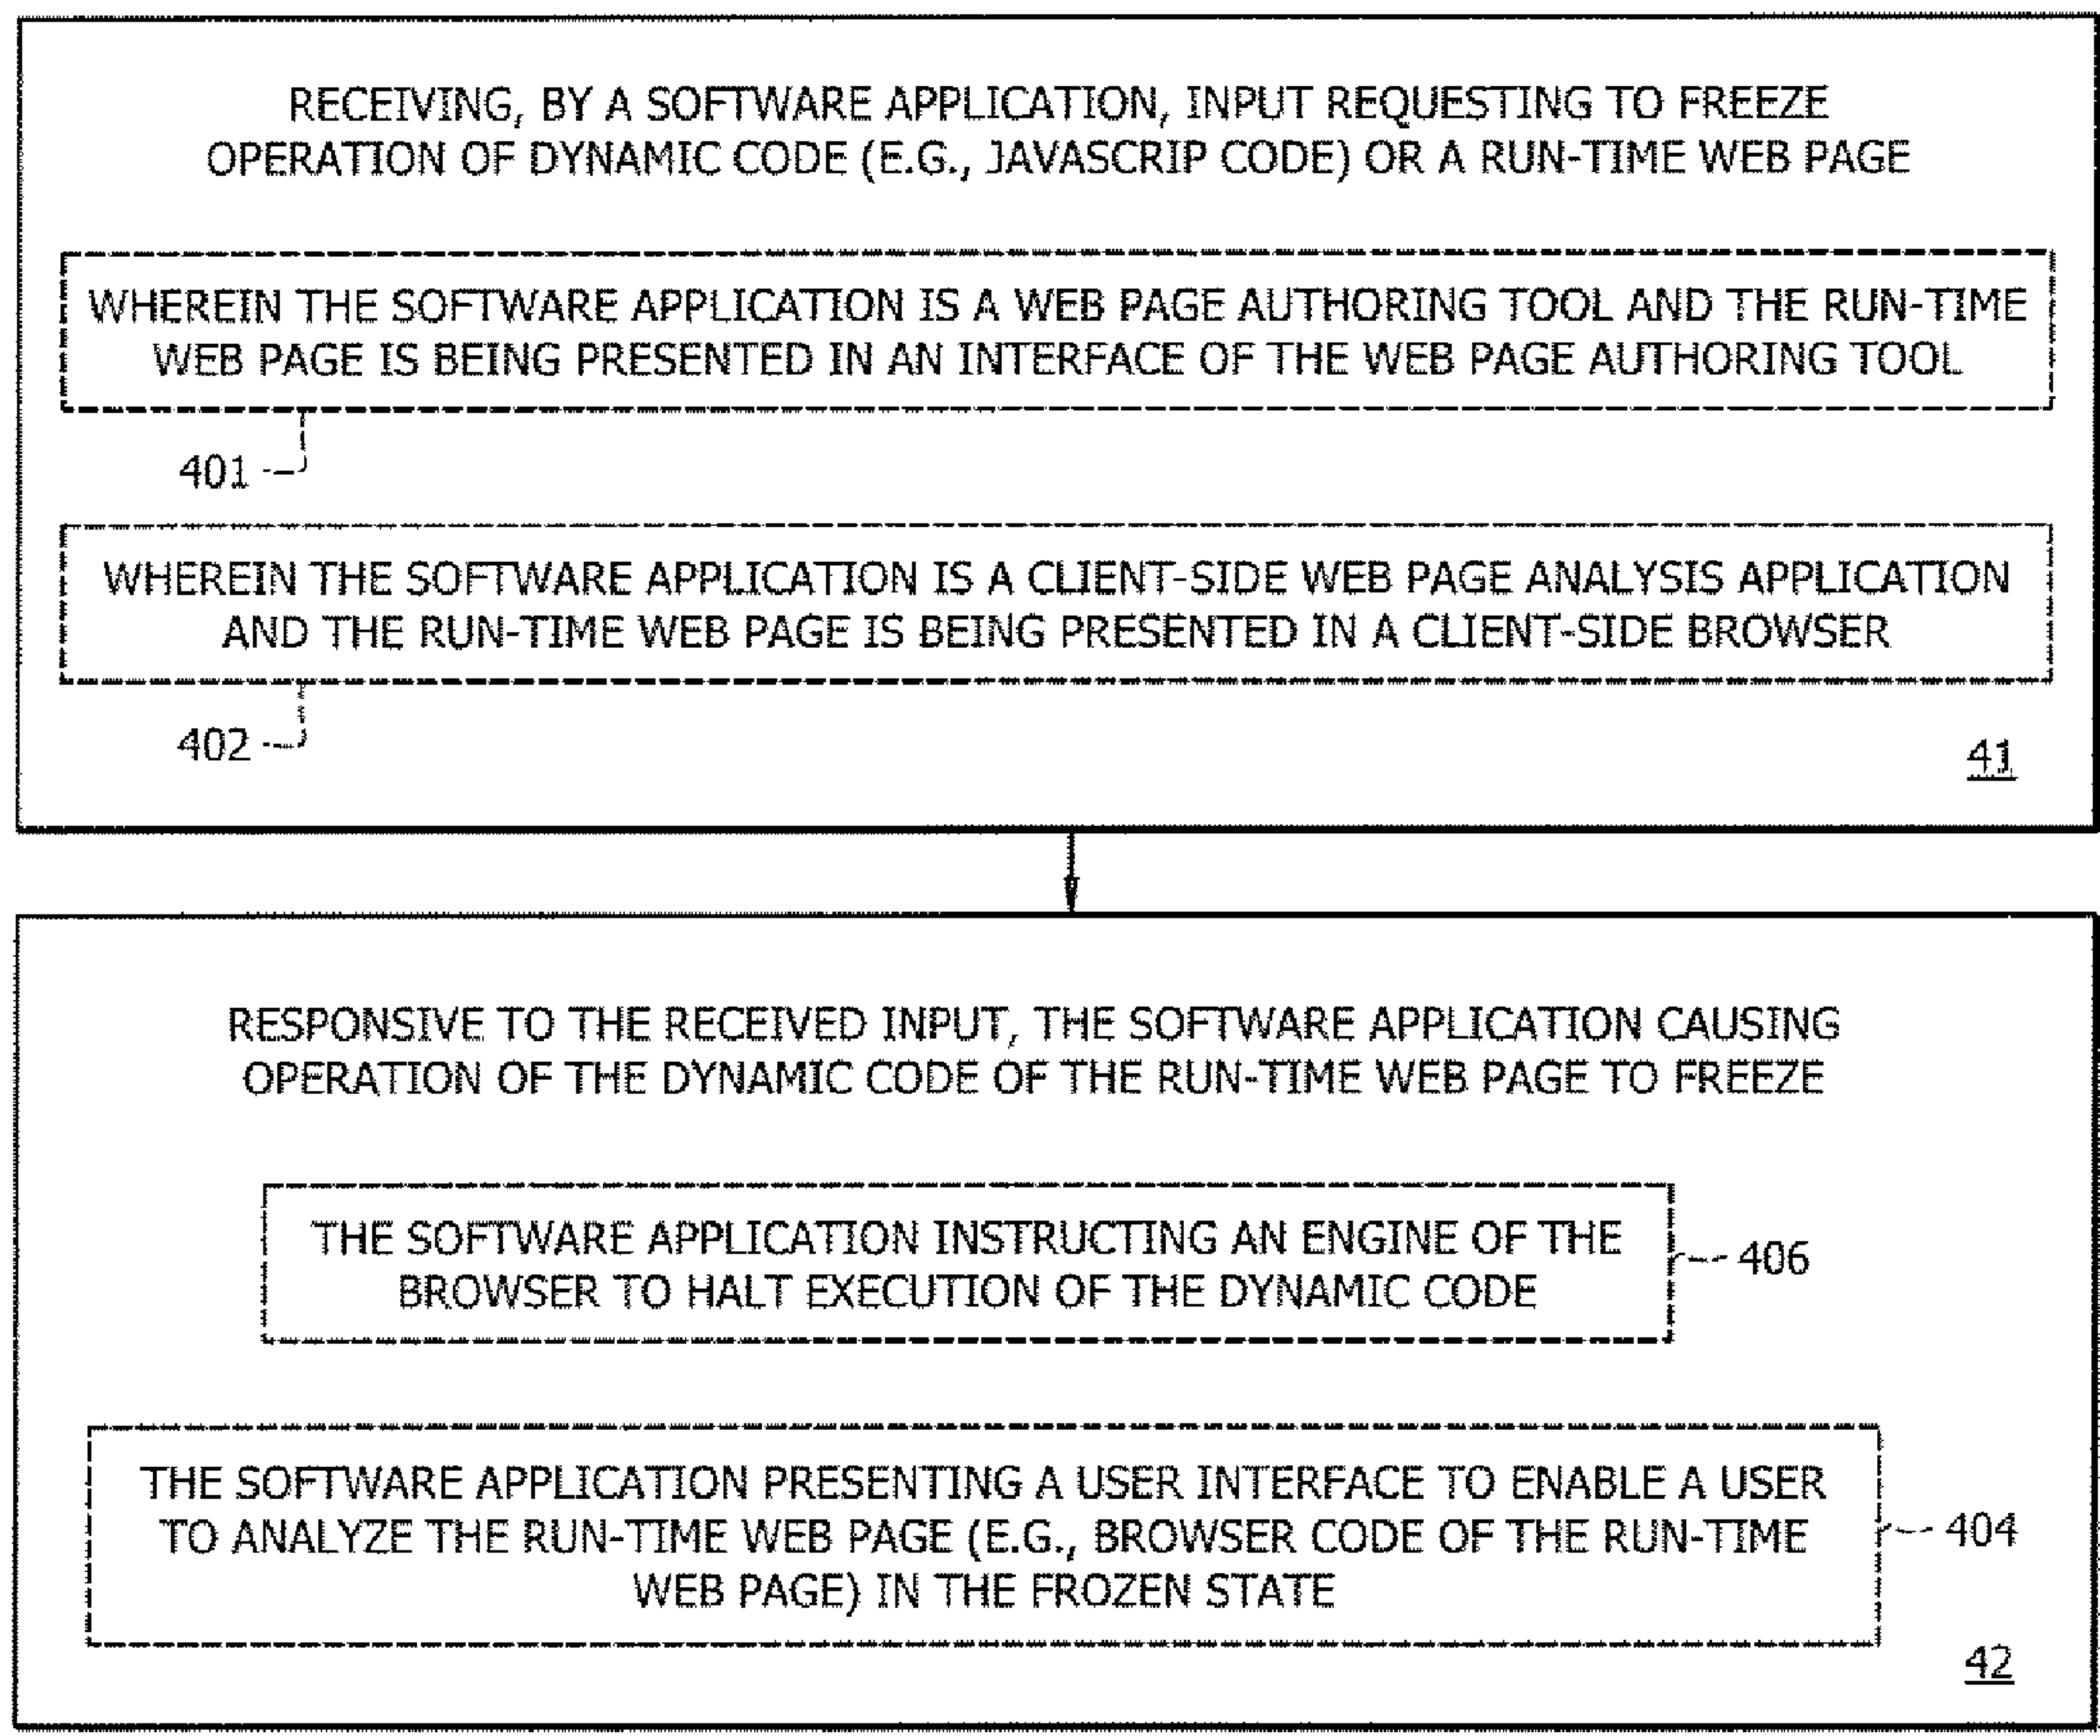 RECEIVING, BY A SOFTWARE APPLICATION, INPUT REQUESTING TO FREEZE
OPERATION OF DYNAMIC CODE (E.G., JAVASCRIP CODE) OR A RUN-TIME WEB PAGE
WHEREIN THE SOFTWARE APPLICATION IS A WEB PAGE AUTHORING TOOL AND THE RUN-TIME
WEB PAGE IS BEING PRESENTED IN AN INTERFACE OF THE WEB PAGE AUTHORING TOOL
401
WHEREIN THE SOFTWARE APPLICATION IS A CLIENT-SIDE WEB PAGE ANALYSIS APPLICATION
AND THE RUN-TIME WEB PAGE IS BEING PRESENTED IN A CLIENT-SIDE BROWSER
402
41
RESPONSIVE TO THE RECEIVED INPUT, THE SOFTWARE APPLICATION CAUSING
OPERATION OF THE DYNAMIC CODE OF THE RUN-TIME WEB PAGE TO FREEZE
THE SOFTWARE APPLICATION INSTRUCTING AN ENGINE OF THE
BROWSER TO HALT EXECUTION OF THE DYNAMIC CODE
406
THE SOFTWARE APPLICATION PRESENTING A USER INTERFACE TO ENABLE A USER
TO ANALYZE THE RUN-TIME WEB PAGE (E.G., BROWSER CODE OF THE RUN-TIME
WEB PAGE) IN THE FROZEN STATE
404
42